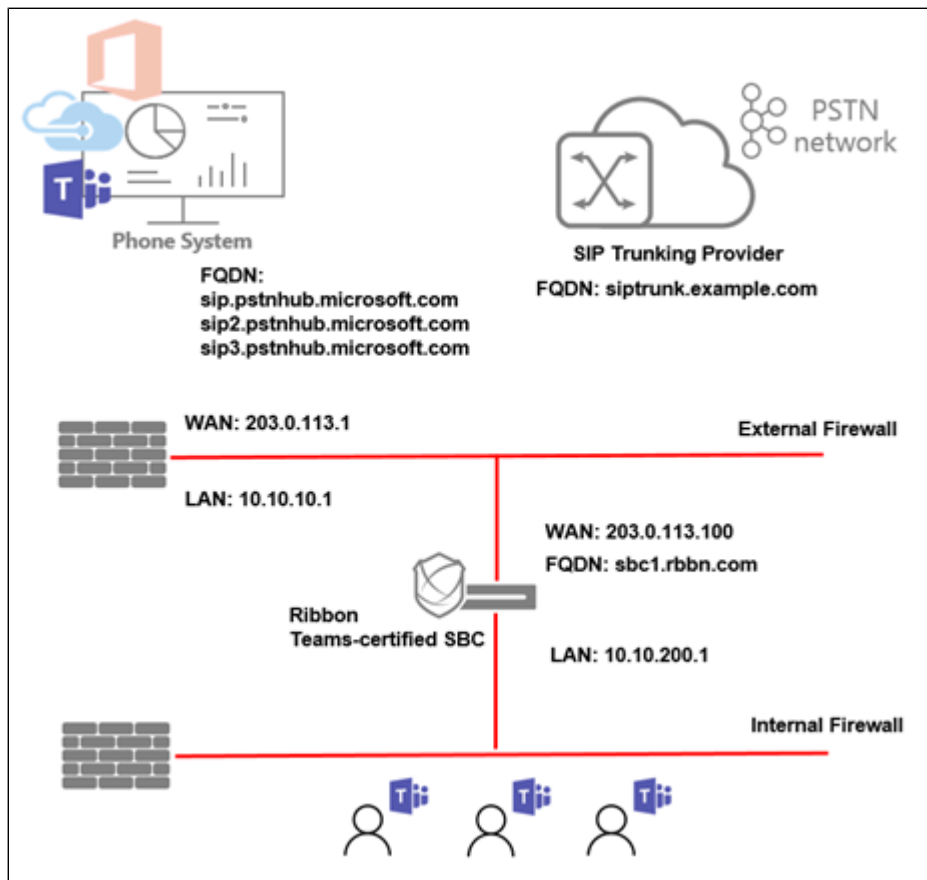 T
Phone System
FQDN:
sip.pstnhub.microsoft.com
sip2.pstnhub.microsoft.com
sip3.pstnhub.microsoft.com
PSTN
network
SIP Trunking Provider
FQDN: siptrunk.example.com
WAN: 203.0.113.1
External Firewall
LAN: 10.10.10.1
WAN: 203.0.113.100
FQDN: sbc1.rbbn.com
Ribbon
Teams-certified SBC
LAN: 10.10.200.1
Internal Firewall
T
T
T